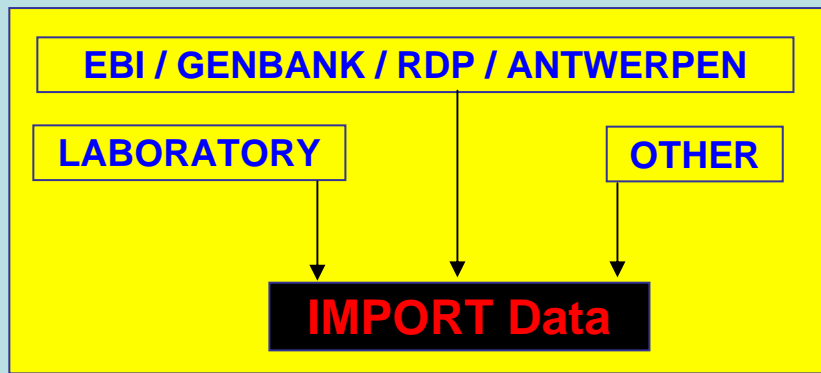 EBI / GENBANK / RDP / ANTWERPEN
LABORATORY
OTHER
IMPORT Data